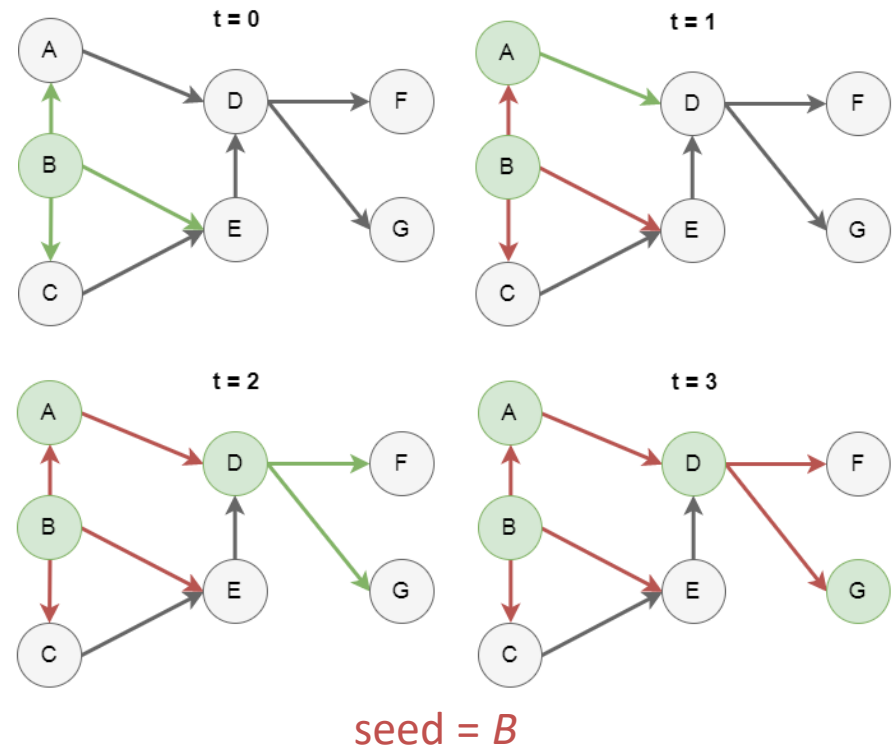 t = 0
A
D
F
B
E
G
C
t = 1
A
D
F
B
E
G
C
t = 2
A
D
F
B
E
G
C
t = 3
A
D
F
B
E
G
C
seed = B